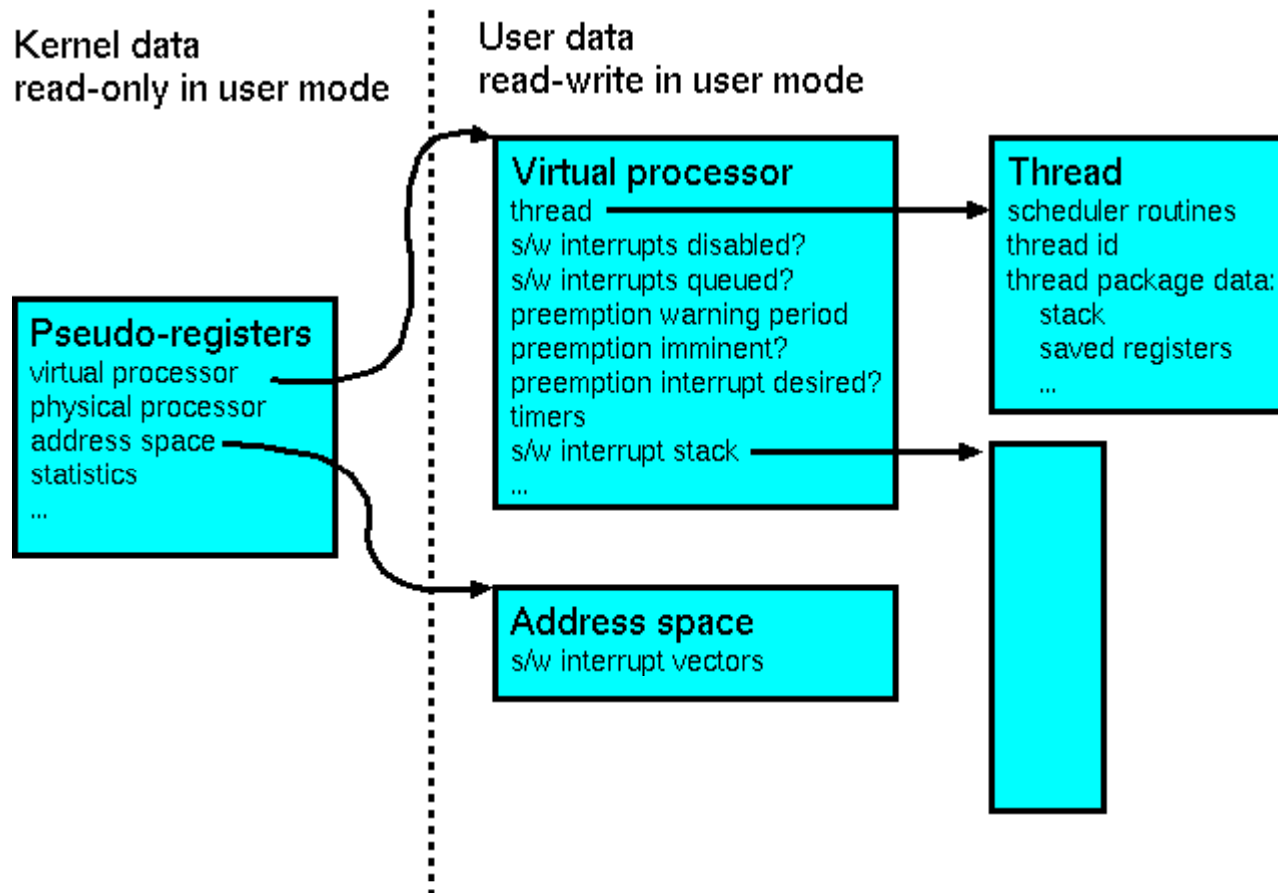 Kernel data
read-only in user mode
User data
read-write in user mode
Pseudo-registers
virtual processor
physical processor
address space
statistics
...
Virtual processor
thread
s/w interrupts disabled?
s/w interrupts queued?
preemption warning period
preemption imminent?
preemption interrupt desired?
timers
s/w interrupt stack
...
Thread
scheduler routines
thread id
thread package data:
stack
saved registers
...
Address space
s/w interrupt vectors